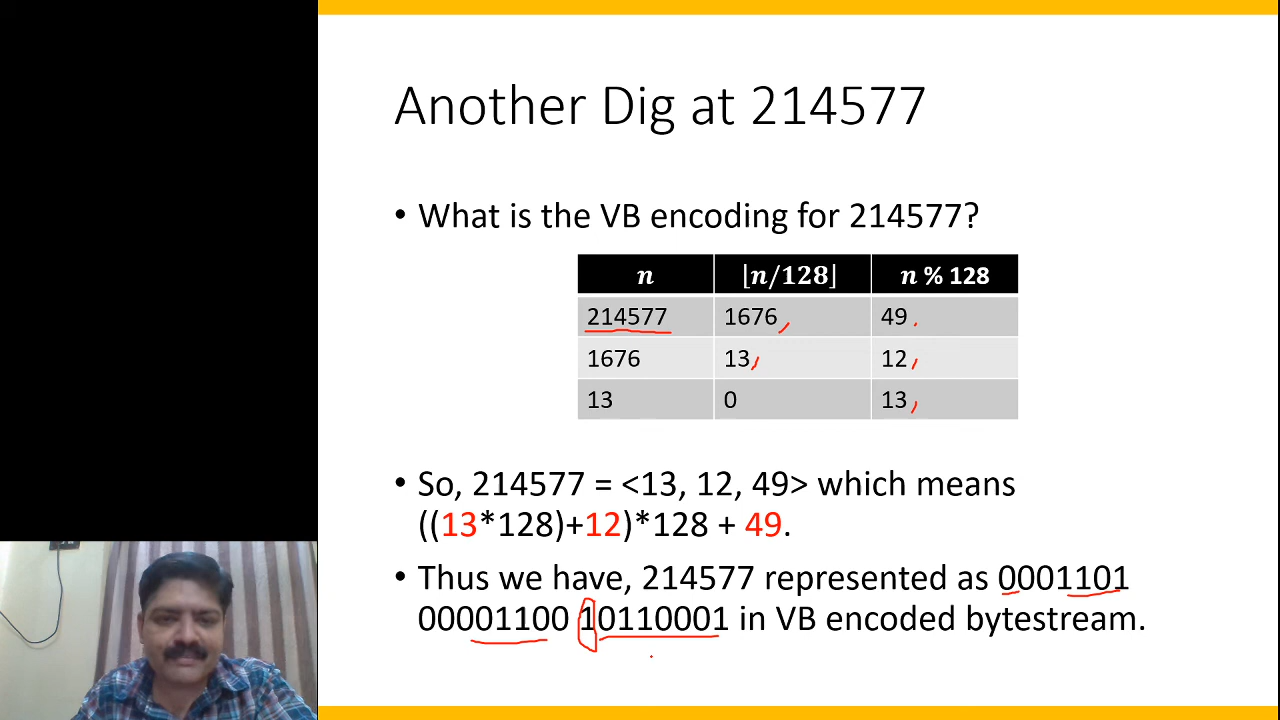 Another Dig at 214577
• What is the VB encoding for 214577?
n ⌊n/128⌋ n % 128
214577 1676 49
1676 13 12
13 0 13
• So, 214577 = <13, 12, 49> which means
((13*128)+12)*128 + 49.
• Thus we have, 214577 represented as 0001101
00001100 10110001 in VB encoded bytestream.